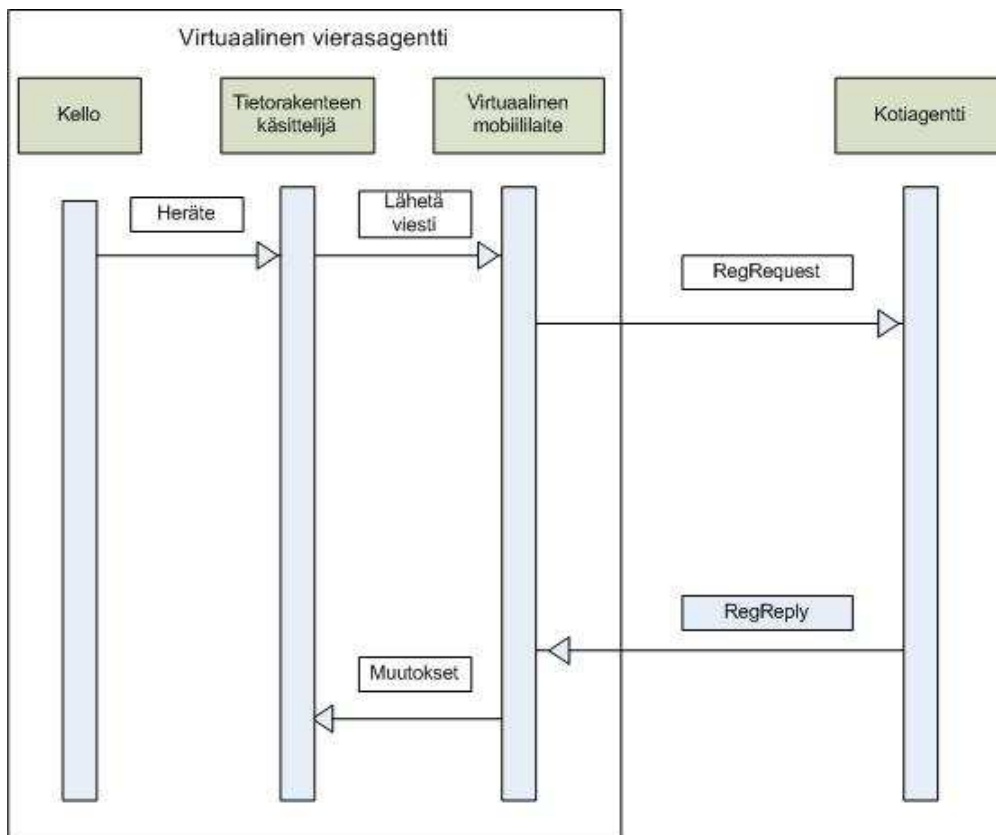 Virtuaalinen vierasagentti
Kello
Tietorakenteen
käsittelijä
Virtuaalinen
mobiililaite
Kotiagentti
Heräte
Lähetä
viesti
RegRequest
RegReply
Muutokset